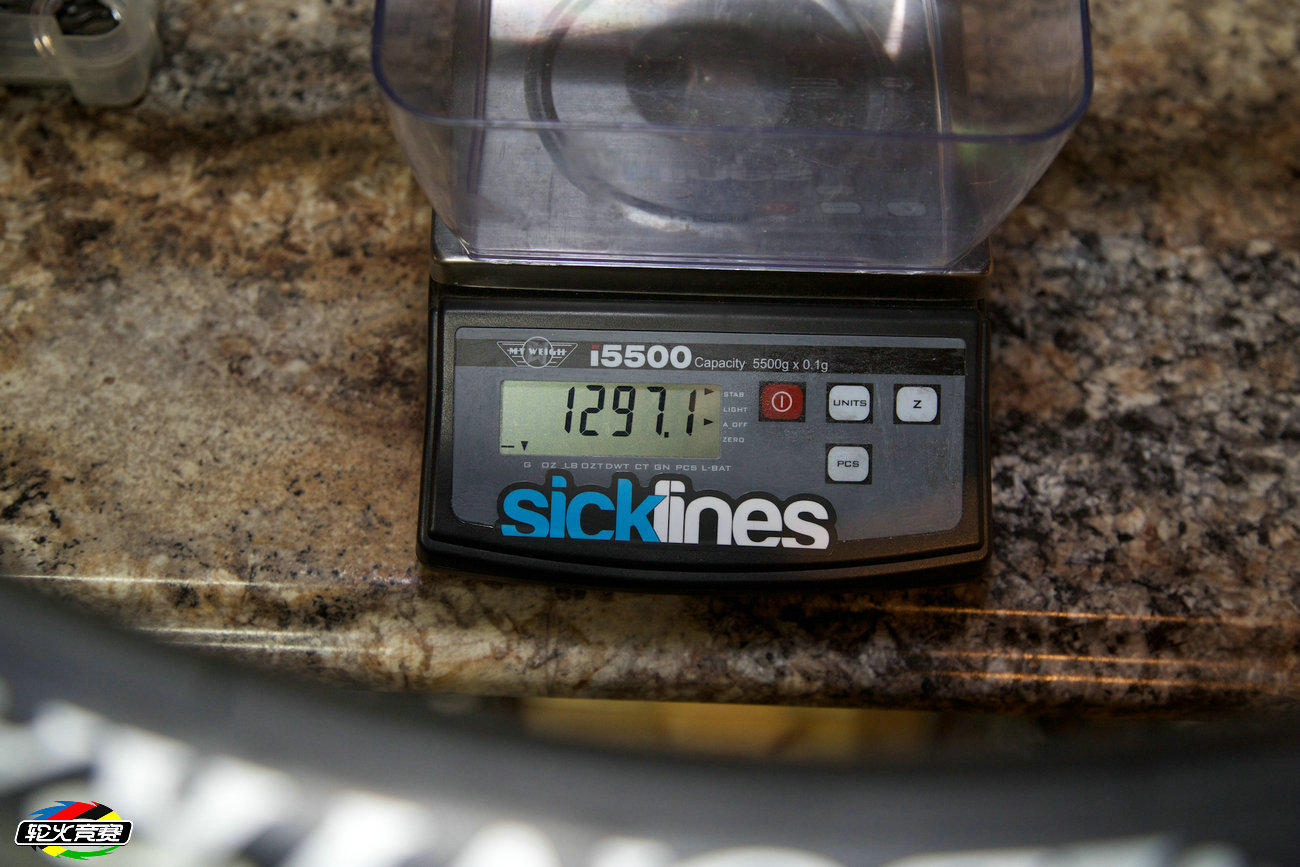 MY WEIGH i5500 Capacity 5500g x 0.1g
1297.1
STAB
LIGHT
A_OFF
ZERO
UNITS
Z
PCS
G OZ LB OZT DWT CT GN PCS L-BAT
sicklines
轮火竞赛